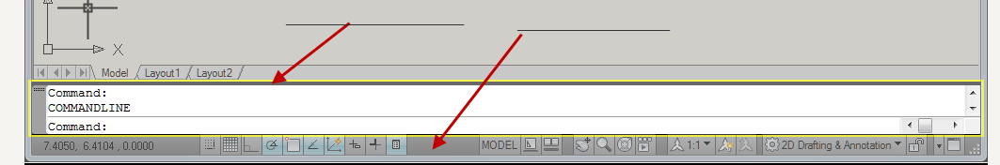 X
Model Layout1 Layout2
Command:
COMMANDLINE
Command:
7.4050, 6.4104 , 0.0000 MODEL 1:1 2D Drafting & Annotation